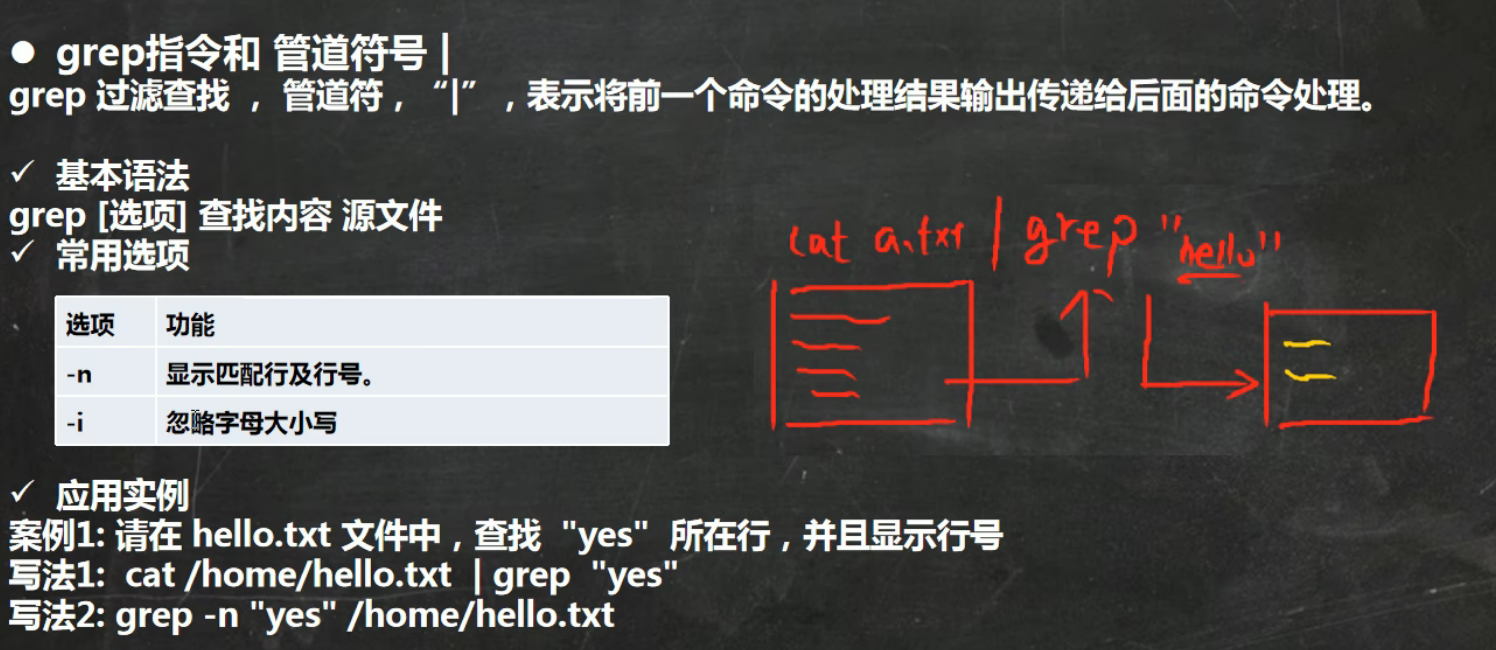 ● grep指令和 管道符号 |
grep 过滤查找 ， 管道符， “|” ，表示将前一个命令的处理结果输出传递给后面的命令处理。
✓ 基本语法
grep [选项] 查找内容 源文件
✓ 常用选项
cat a.txt | grep "hello"
选项 功能
-n 显示匹配行及行号。
-i 忽略字母大小写
✓ 应用实例
案例1: 请在 hello.txt 文件中，查找 "yes" 所在行，并且显示行号
写法1: cat /home/hello.txt | grep "yes"
写法2: grep -n "yes" /home/hello.txt